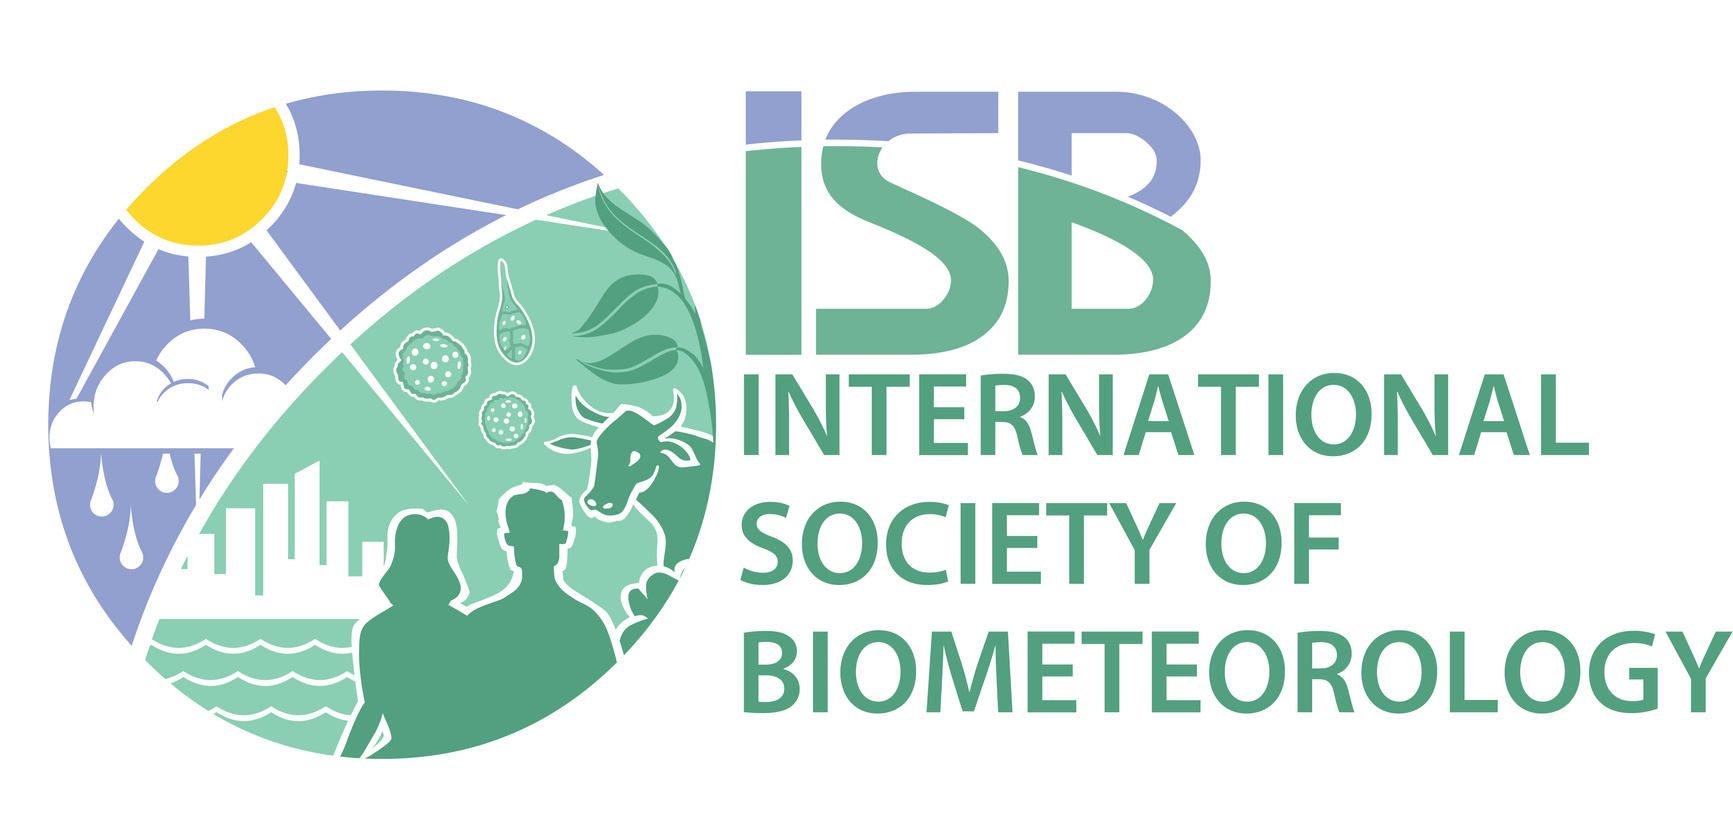 ISB
INTERNATIONAL
SOCIETY OF
BIOMETEOROLOGY